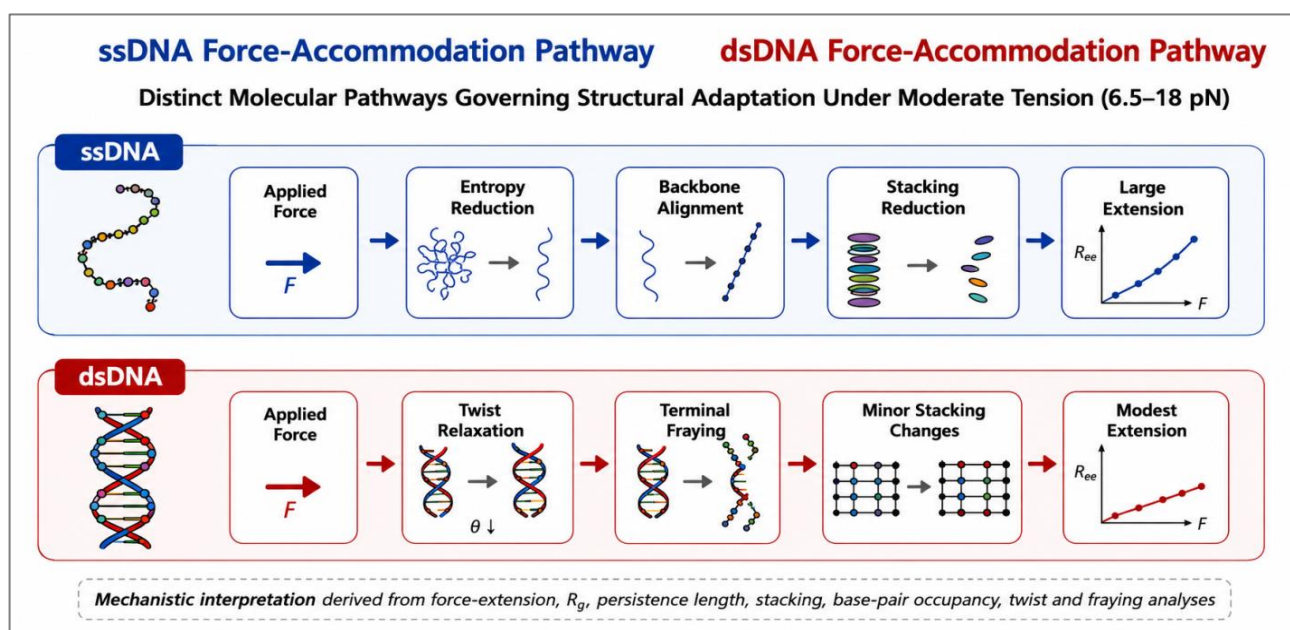 ssDNA Force-Accommodation Pathway
dsDNA Force-Accommodation Pathway
Distinct Molecular Pathways Governing Structural Adaptation Under Moderate Tension (6.5–18 pN)
ssDNA
Applied
Force
F
Entropy
Reduction
Backbone
Alignment
Stacking
Reduction
Large
Extension
Ree
F
dsDNA
Applied
Force
F
Twist
Relaxation
θ ↓
Terminal
Fraying
Minor Stacking
Changes
Modest
Extension
Ree
F
Mechanistic interpretation derived from force-extension, Rg, persistence length, stacking, base-pair occupancy, twist and fraying analyses